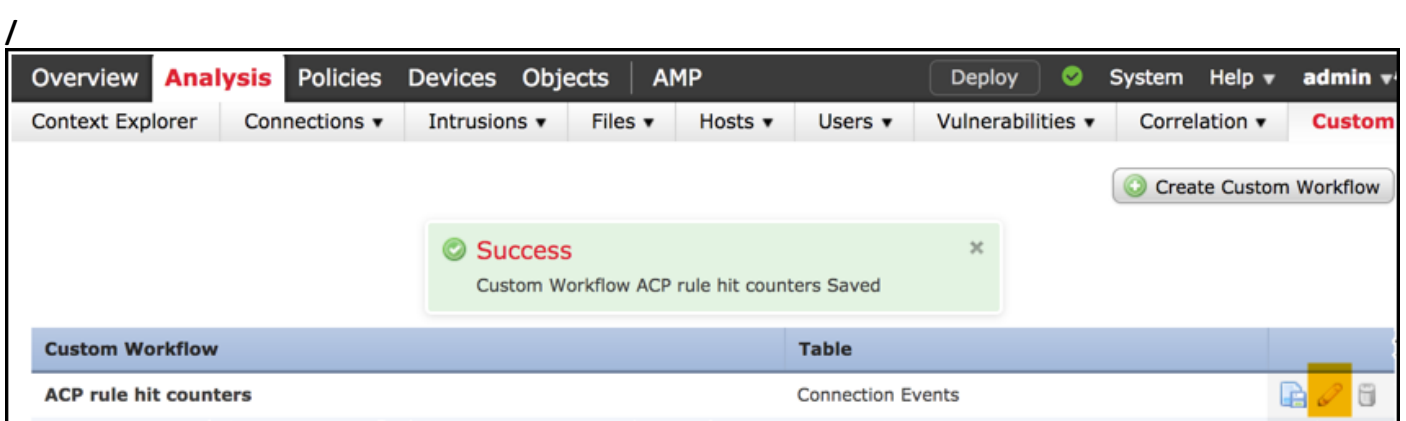 /
Overview Analysis Policies Devices Objects AMP Deploy System Help ▾ admin ▾
Context Explorer Connections ▾ Intrusions ▾ Files ▾ Hosts ▾ Users ▾ Vulnerabilities ▾ Correlation ▾ Custom
Create Custom Workflow
Success ×
Custom Workflow ACP rule hit counters Saved
Custom Workflow Table
ACP rule hit counters Connection Events